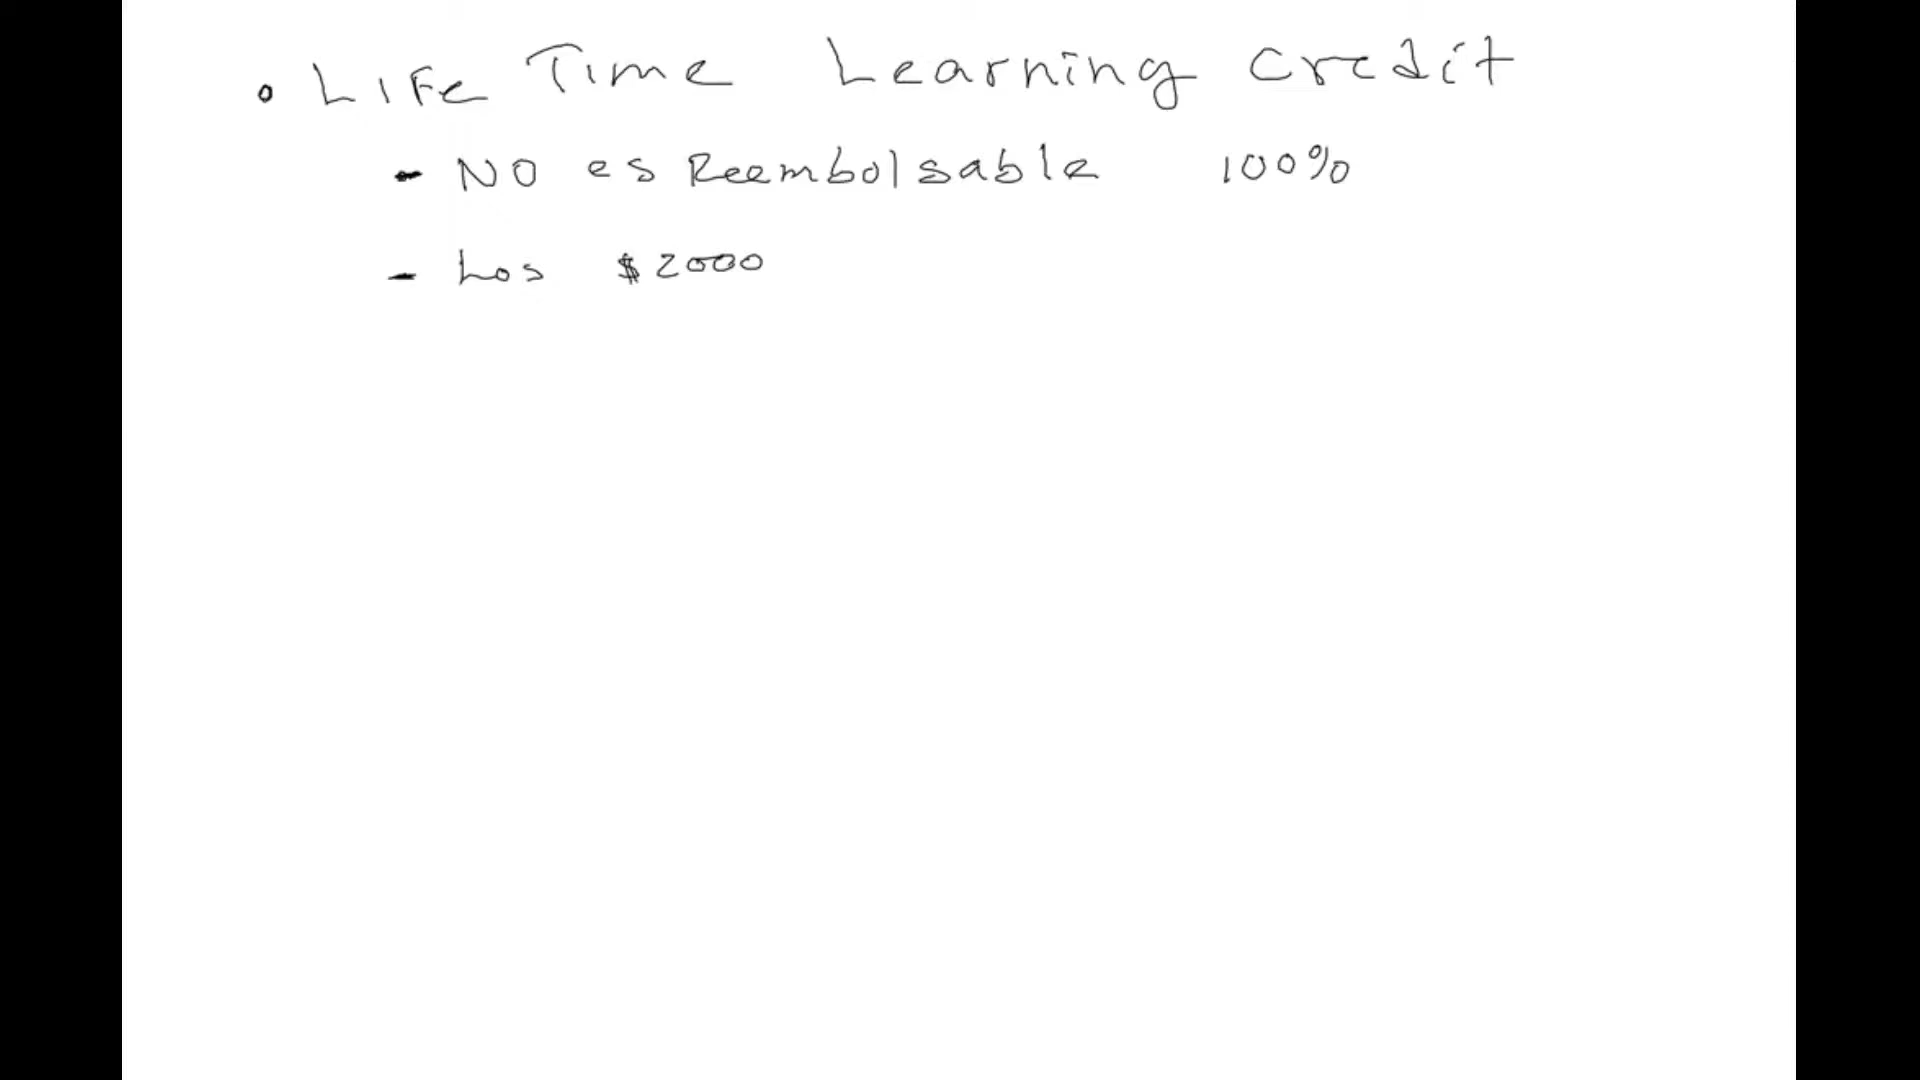 • LIFe TIme Learning Credit
- NO es Reembolsable 100%
- Los $2000